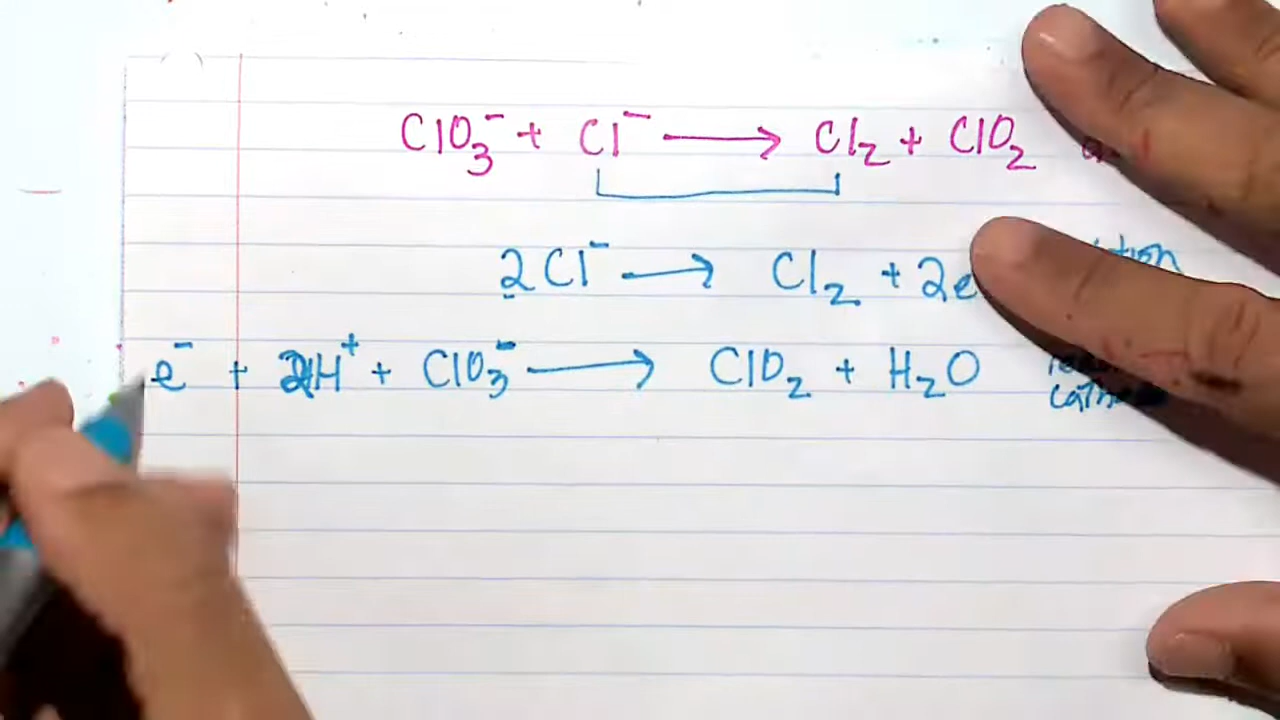 ClO₃⁻ + Cl⁻ ⟶ Cl₂ + ClO₂
2Cl⁻ ⟶ Cl₂ + 2e
e⁻ + 2H⁺ + ClO₃⁻ ⟶ ClO₂ + H₂O